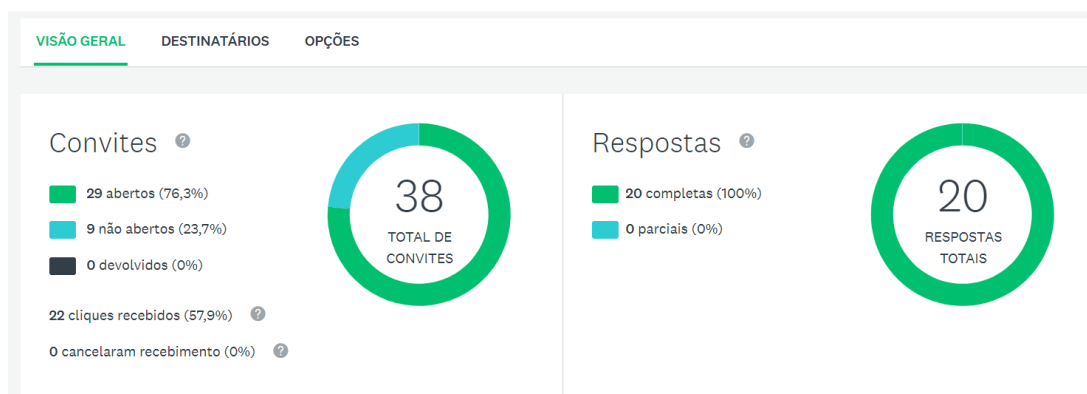 VISÃO GERAL DESTINATÁRIOS OPÇÕES
Convites ?
29 abertos (76,3%)
9 não abertos (23,7%)
0 devolvidos (0%)
22 cliques recebidos (57,9%) ?
0 cancelaram recebimento (0%) ?
38
TOTAL DE
CONVITES
Respostas ?
20 completas (100%)
0 parciais (0%)
20
RESPOSTAS
TOTAIS